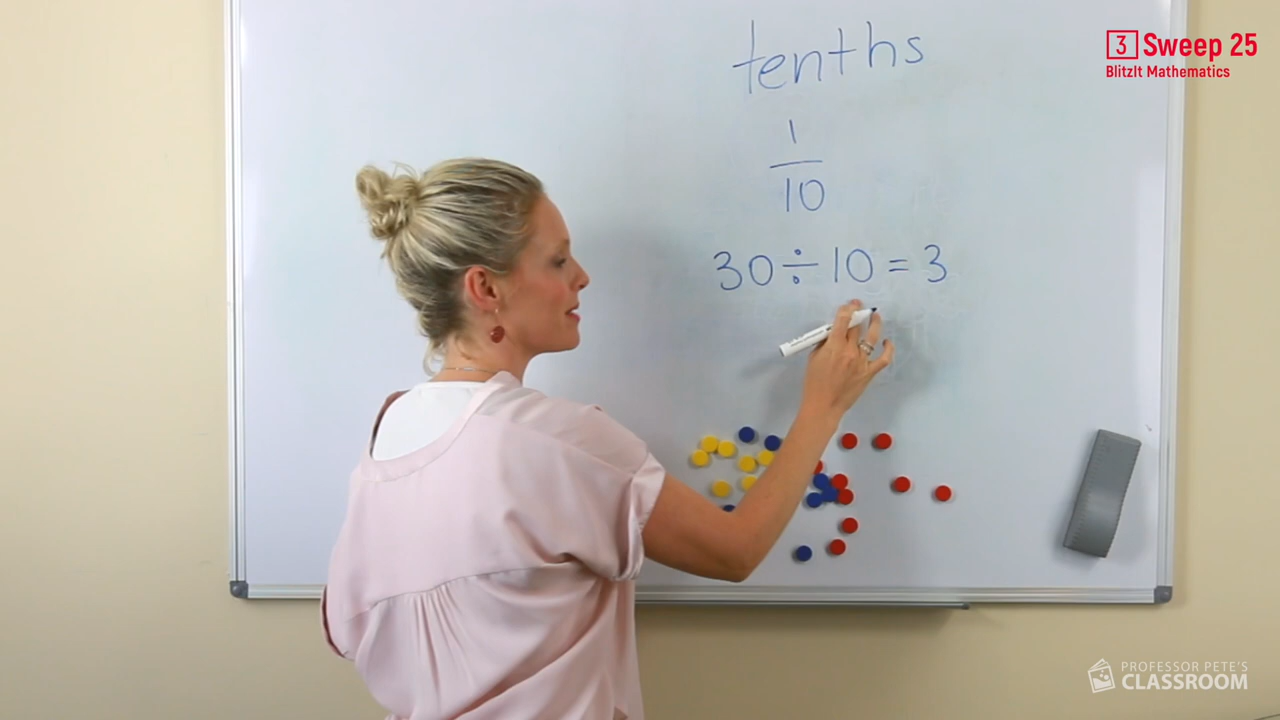 tenths
1
10
30 ÷ 10 = 3
3 Sweep 25
BlitzIt Mathematics
PROFESSOR PETE'S
CLASSROOM